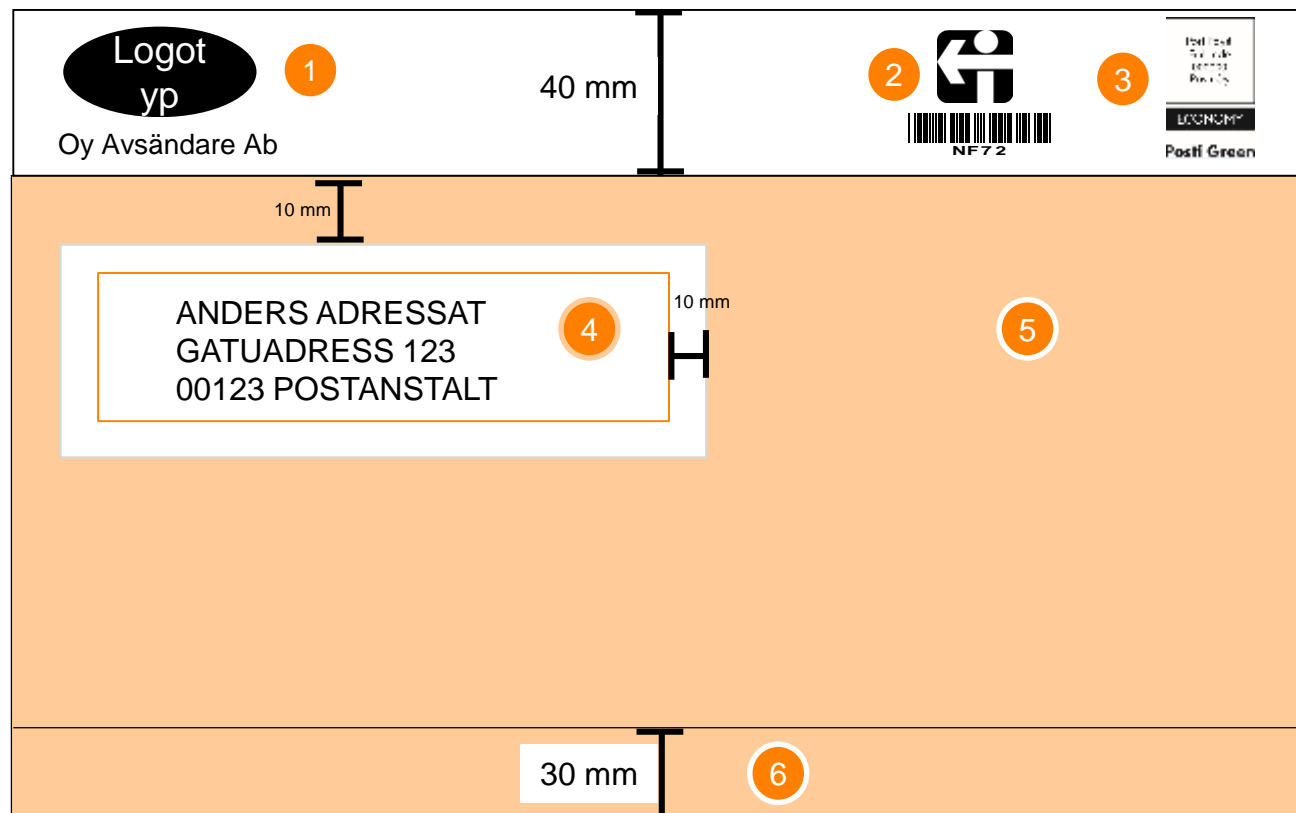 Logot
yp
1
Oy Avsändare Ab
40 mm
2
NF72
3
ECONOMY
Posti Green
10 mm
ANDERS ADRESSAT
GATUADRESS 123
00123 POSTANSTALT
4
10 mm
5
30 mm
6